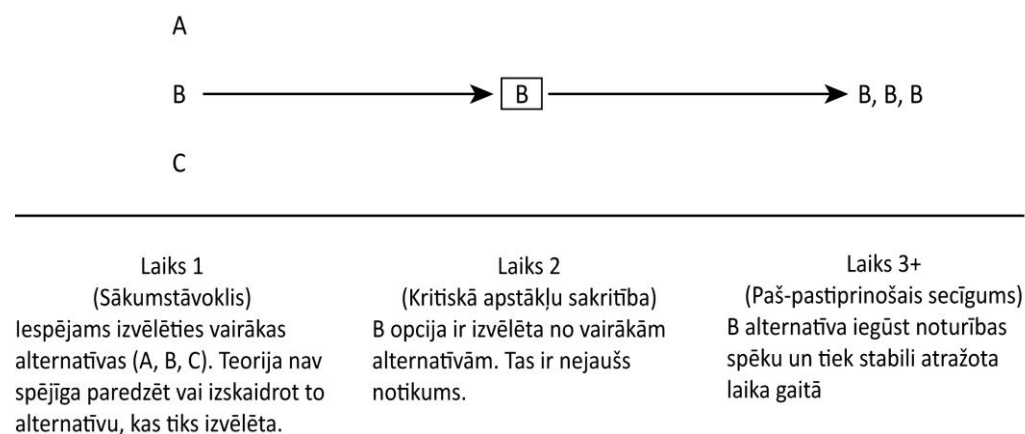 A
B
B
B, B, B
C
Laiks 1
(Sākumstāvoklis)
Iespējams izvēlēties vairākas
alternatīvas (A, B, C). Teorija nav
spējīga paredzēt vai izskaidrot to
alternatīvu, kas tiks izvēlēta.
Laiks 2
(Kritiskā apstākļu sakritība)
B opcija ir izvēlēta no vairākām
alternatīvām. Tas ir nejaušs
notikums.
Laiks 3+
(Paš-pastiprinošais secīgums)
B alternatīva iegūst noturības
spēku un tiek stabili atražota
laika gaitā